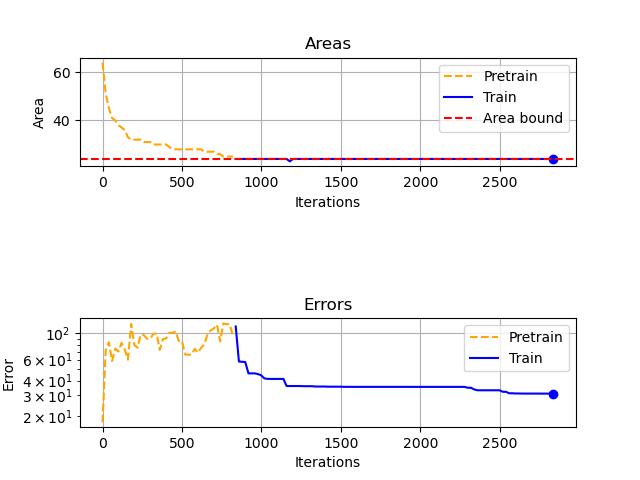 Areas
60
40
Area
Pretrain
Train
Area bound
0 500 1000 1500 2000 2500
Iterations
Errors
10²
6 × 10¹
4 × 10¹
3 × 10¹
2 × 10¹
Error
Pretrain
Train
0 500 1000 1500 2000 2500
Iterations